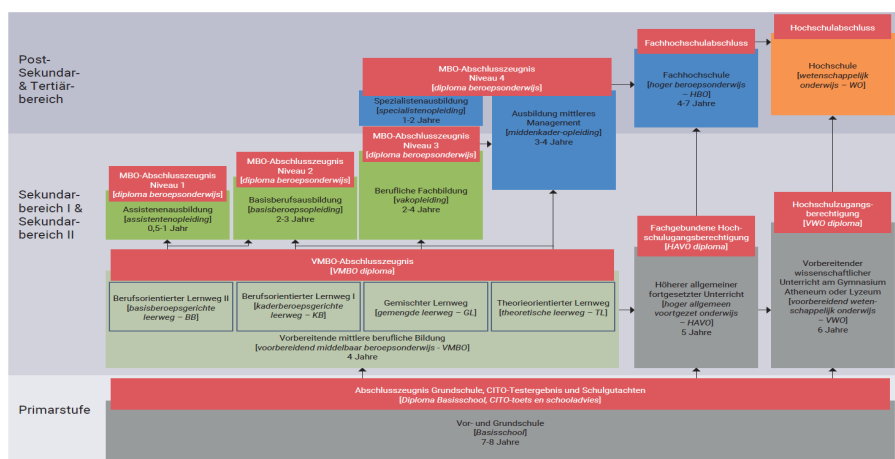 Post-
Sekundar-
& Tertiär-
bereich
MBO-Abschlusszeugnis
Niveau 4
[diploma beroepsonderwijs]
Spezialistenausbildung
[specialistenopleiding]
1-2 Jahre
Ausbildung mittleres
Management
[middenkader-opleiding]
3-4 Jahre
Fachhochschulabschluss
Fachhochschule
[hoger beroepsonderwijs
– HBO]
4-7 Jahre
Hochschulabschluss
Hochschule
[wetenschappelijk
onderwijs – WO]
Sekundar-
bereich I &
Sekundar-
bereich II
MBO-Abschlusszeugnis
Niveau 1
[diploma beroepsonderwijs]
Assistenenausbildung
[assistentenopleiding]
0,5-1 Jahr
MBO-Abschlusszeugnis
Niveau 2
[diploma beroepsonderwijs]
Basisberufsausbildung
[basisberoepsopleiding]
2-3 Jahre
MBO-Abschlusszeugnis
Niveau 3
[diploma beroepsonderwijs]
Berufliche Fachbildung
[vakopleiding]
2-4 Jahre
Fachgebundene Hoch-
schulugangsberechtigung
[HAVO diploma]
Höherer allgemeiner
fortgesetzter Unterricht
[hoger allgemeen
voortgezet onderwijs
– HAVO]
5 Jahre
Hochschulzugangs-
berechtigung
[VWO diploma]
Vorbereitender
wissenschaftlicher
Unterricht am Gymnasium
Atheneum oder Lyzeum
[voorbereidend weten-
schappelijk onderwijs
– VWO]
6 Jahre
VMBO-Abschlusszeugnis
[VMBO diploma]
Berufsorientierter Lernweg II
[basisberoepsgerichte
leerweg – BB]
Berufsorientierter Lernweg I
[kaderberoepsgerichte
leerweg – KB]
Gemischter Lernweg
[gemengde leerweg – GL]
Theorieorientierter Lernweg
[theoretische leerweg – TL]
Vorbereitende mittlere berufliche Bildung
[voorbereidend middelbaar beroepsonderwijs - VMBO]
4 Jahre
Primarstufe
Abschlusszeugnis Grundschule, CITO-Testergebnis und Schulgutachten
[Diploma Basisschool, CITO-toets en schooladvies]
Vor- und Grundschule
[Basisschool]
7-8 Jahre